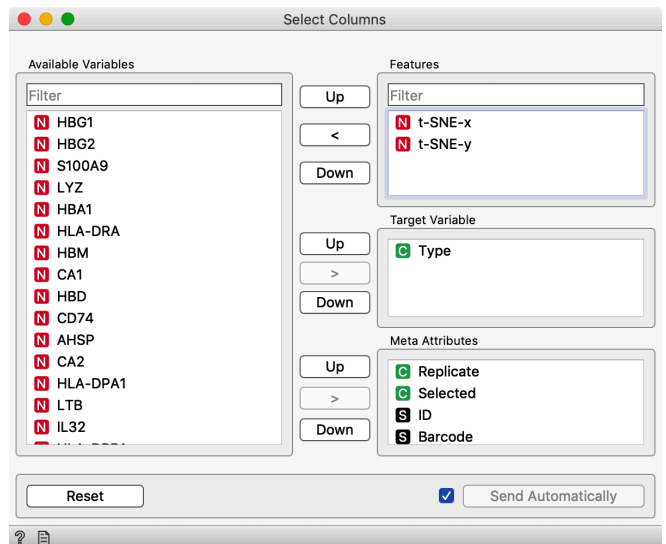 Select Columns
Available Variables
Filter
N HBG1
N HBG2
N S100A9
N LYZ
N HBA1
N HLA-DRA
N HBM
N CA1
N HBD
N CD74
N AHSP
N CA2
N HLA-DPA1
N LTB
N IL32
Up
<
Down
Features
Filter
N t-SNE-x
N t-SNE-y
Up
>
Down
Target Variable
C Type
Up
>
Down
Meta Attributes
C Replicate
C Selected
S ID
S Barcode
Reset
Send Automatically
?